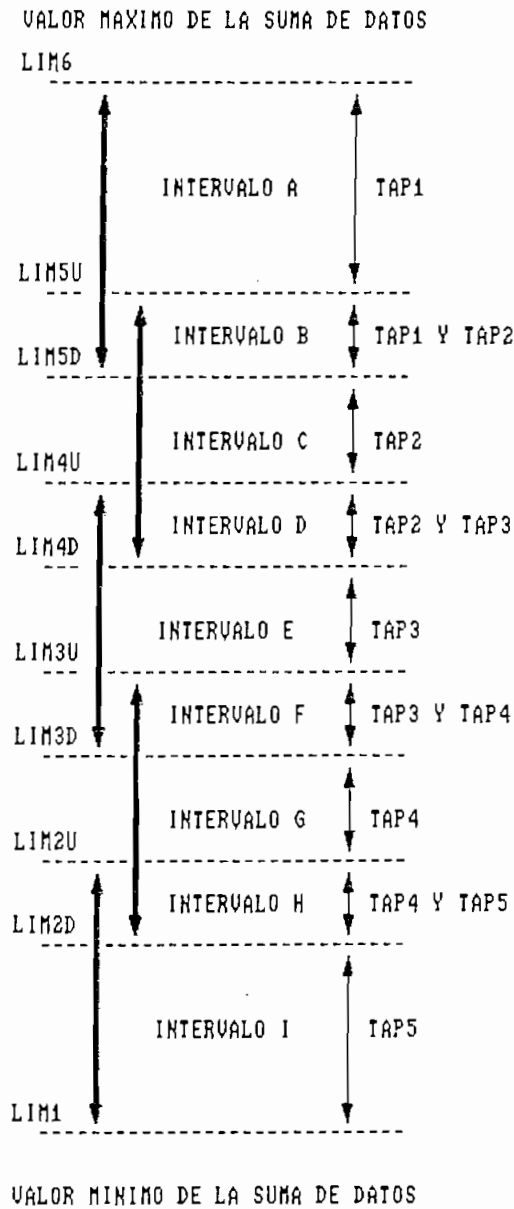 VALOR MAXIMO DE LA SUMA DE DATOS
LIM6
INTERVALO A TAP1
LIM5U
INTERVALO B TAP1 Y TAP2
LIM5D
INTERVALO C TAP2
LIM4U
INTERVALO D TAP2 Y TAP3
LIM4D
INTERVALO E TAP3
LIM3U
INTERVALO F TAP3 Y TAP4
LIM3D
INTERVALO G TAP4
LIM2U
INTERVALO H TAP4 Y TAP5
LIM2D
INTERVALO I TAP5
LIM1
VALOR MINIMO DE LA SUMA DE DATOS